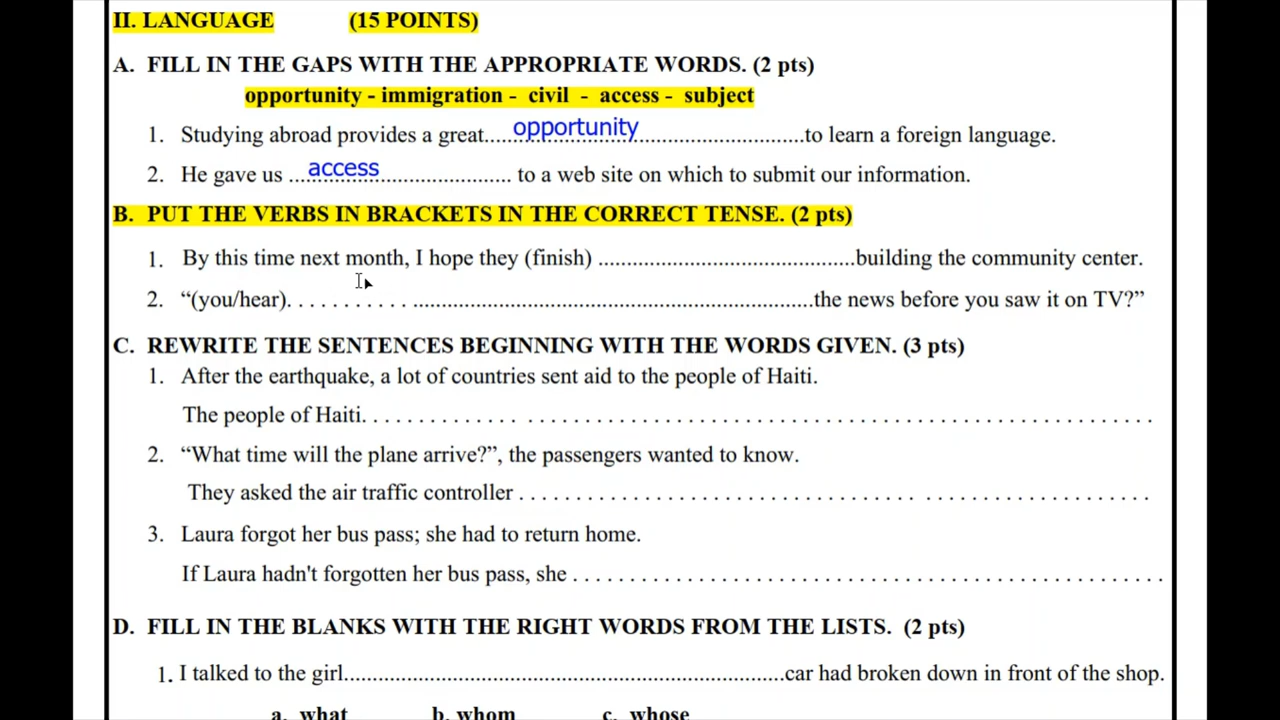 II. LANGUAGE (15 POINTS)
A. FILL IN THE GAPS WITH THE APPROPRIATE WORDS. (2 pts)
opportunity - immigration - civil - access - subject
1. Studying abroad provides a great.....opportunity.....to learn a foreign language.
2. He gave us ...access..... to a web site on which to submit our information.
B. PUT THE VERBS IN BRACKETS IN THE CORRECT TENSE. (2 pts)
1. By this time next month, I hope they (finish) ..........................................building the community center.
2. “(you/hear). . . . . . . . . . ..................................................................the news before you saw it on TV?”
C. REWRITE THE SENTENCES BEGINNING WITH THE WORDS GIVEN. (3 pts)
1. After the earthquake, a lot of countries sent aid to the people of Haiti.
The people of Haiti. . . . . . . . . . . . . . . . . . . . . . . . . . . . . . . . . . . . . . . . . . . . . . . . . .
2. “What time will the plane arrive?”, the passengers wanted to know.
They asked the air traffic controller . . . . . . . . . . . . . . . . . . . . . . . . . . . . . . . . . . . . . . . .
3. Laura forgot her bus pass; she had to return home.
If Laura hadn't forgotten her bus pass, she . . . . . . . . . . . . . . . . . . . . . . . . . . . . . . . . . . . . .
D. FILL IN THE BLANKS WITH THE RIGHT WORDS FROM THE LISTS. (2 pts)
1. I talked to the girl.........................................................................car had broken down in front of the shop.
a. what b. whom c. whose